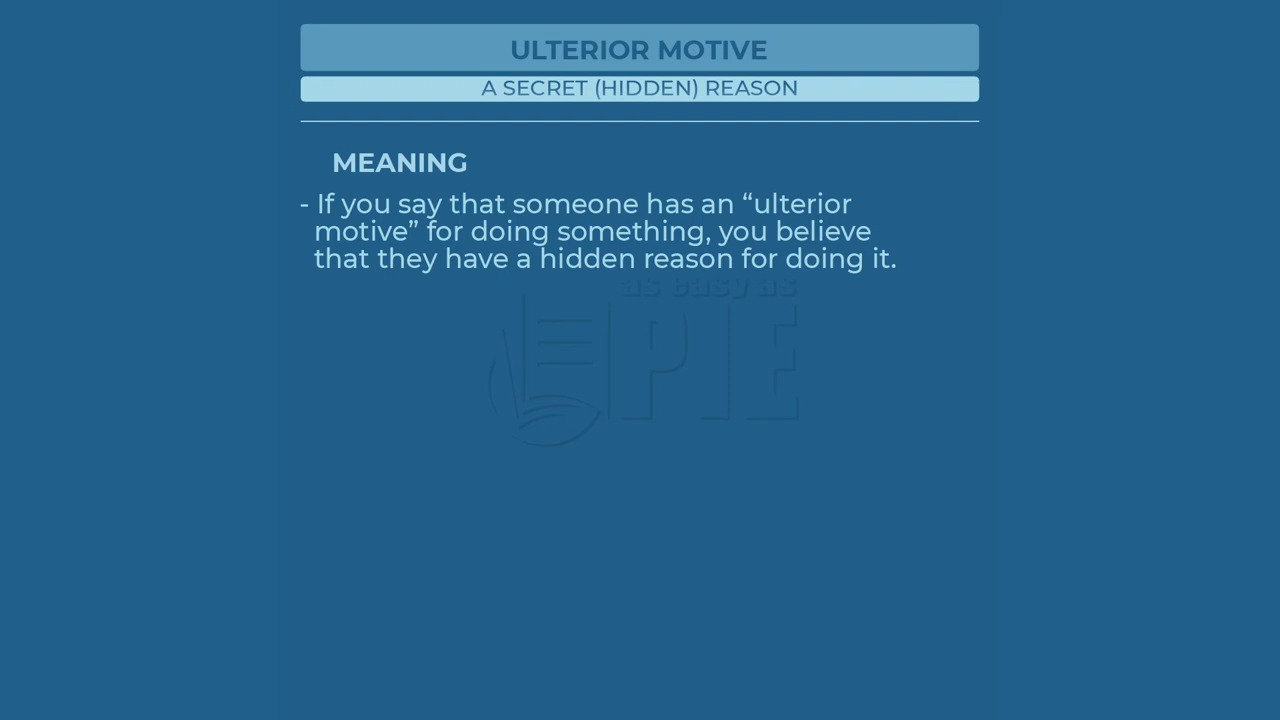 ULTERIOR MOTIVE
A SECRET (HIDDEN) REASON
MEANING
- If you say that someone has an “ulterior
motive” for doing something, you believe
that they have a hidden reason for doing it.
as easy as
PIE